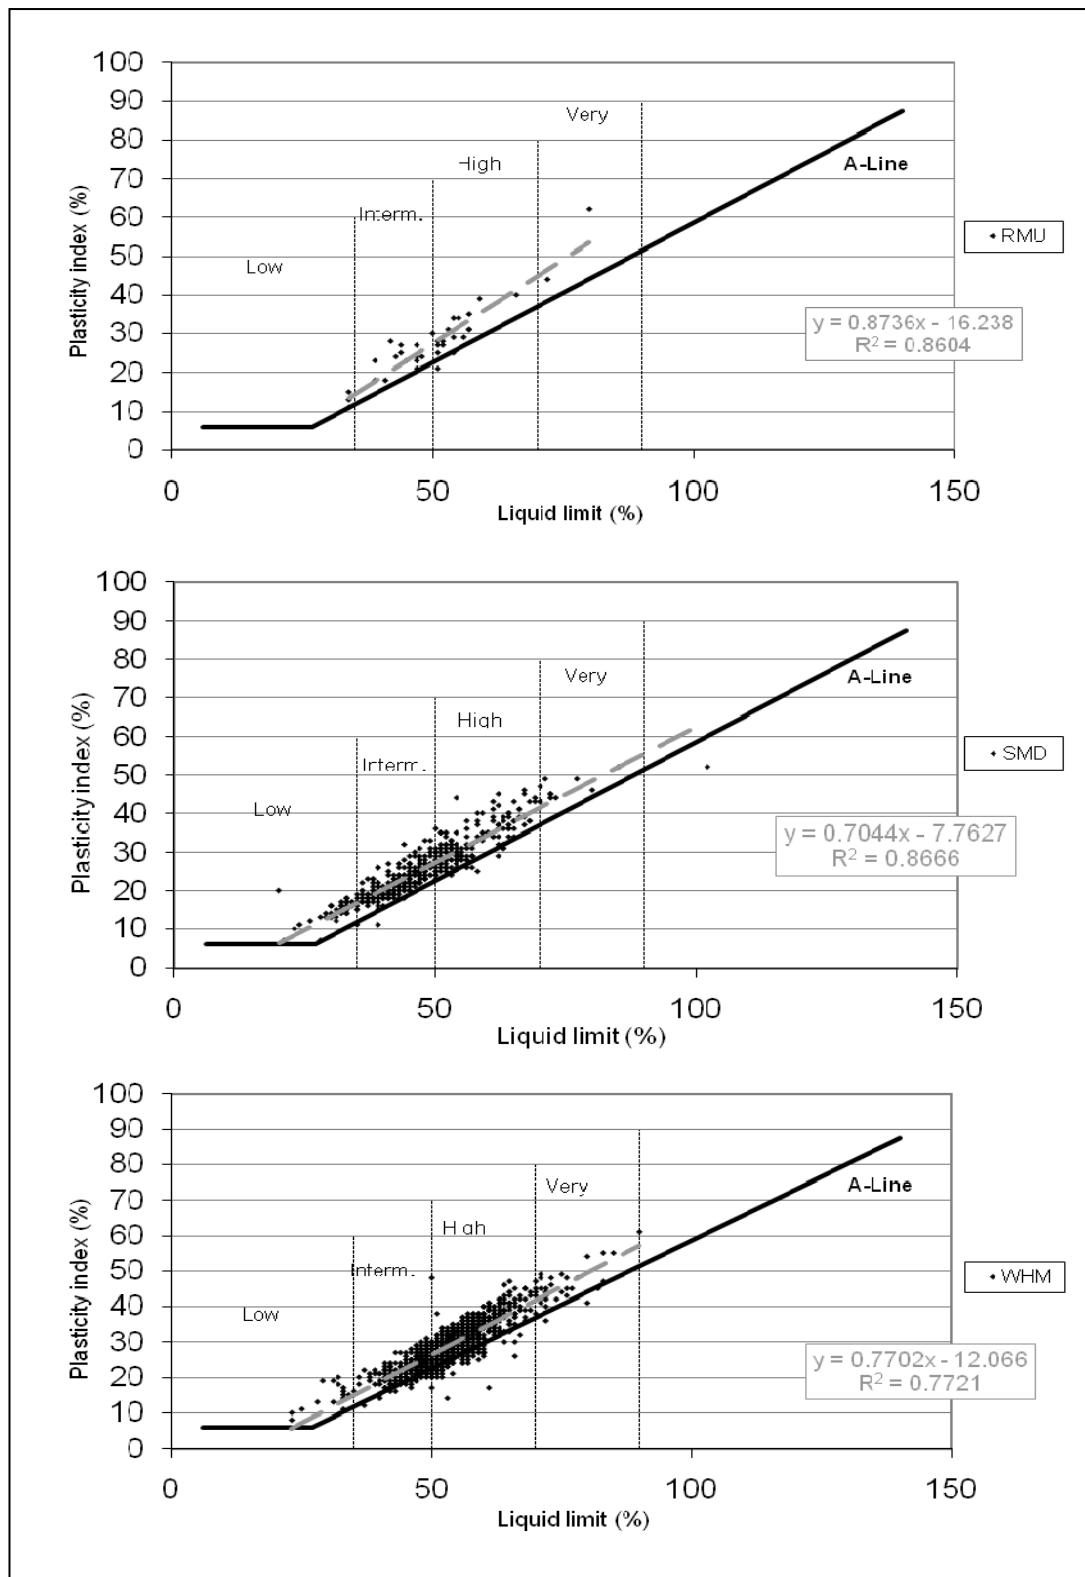 100
90
80
70
60
50
40
30
20
10
0
Plasticity index (%)
Very
High
Interm.
Low
A-Line
RMU
y = 0.8736x - 16.238
R² = 0.8604
0 50 100 150
Liquid limit (%)
100
90
80
70
60
50
40
30
20
10
0
Plasticity index (%)
Very
High
Interm.
Low
A-Line
SMD
y = 0.7044x - 7.7627
R² = 0.8666
0 50 100 150
Liquid limit (%)
100
90
80
70
60
50
40
30
20
10
0
Plasticity index (%)
Very
High
Interm.
Low
A-Line
WHM
y = 0.7702x - 12.066
R² = 0.7721
0 50 100 150
Liquid limit (%)